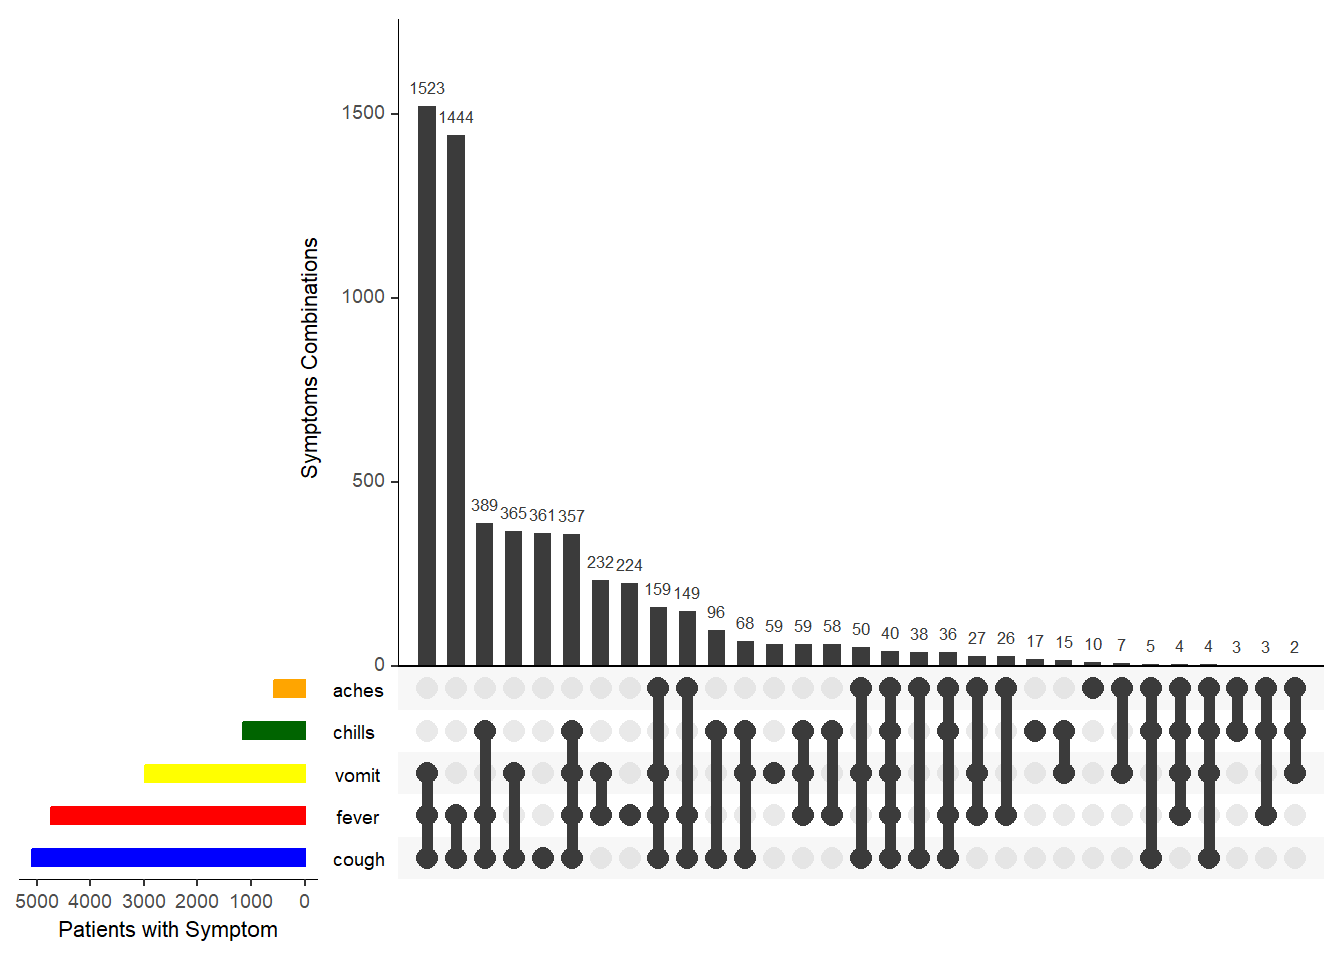 1523
1444
389 365 361 357
232 224
159 149
96
68 59 59 58 50 40 38 36 27 26 17 15 10 7 5 4 4 3 3 2
1500
1000
500
0
Symptoms Combinations
aches
chills
vomit
fever
cough
5000 4000 3000 2000 1000 0
Patients with Symptom